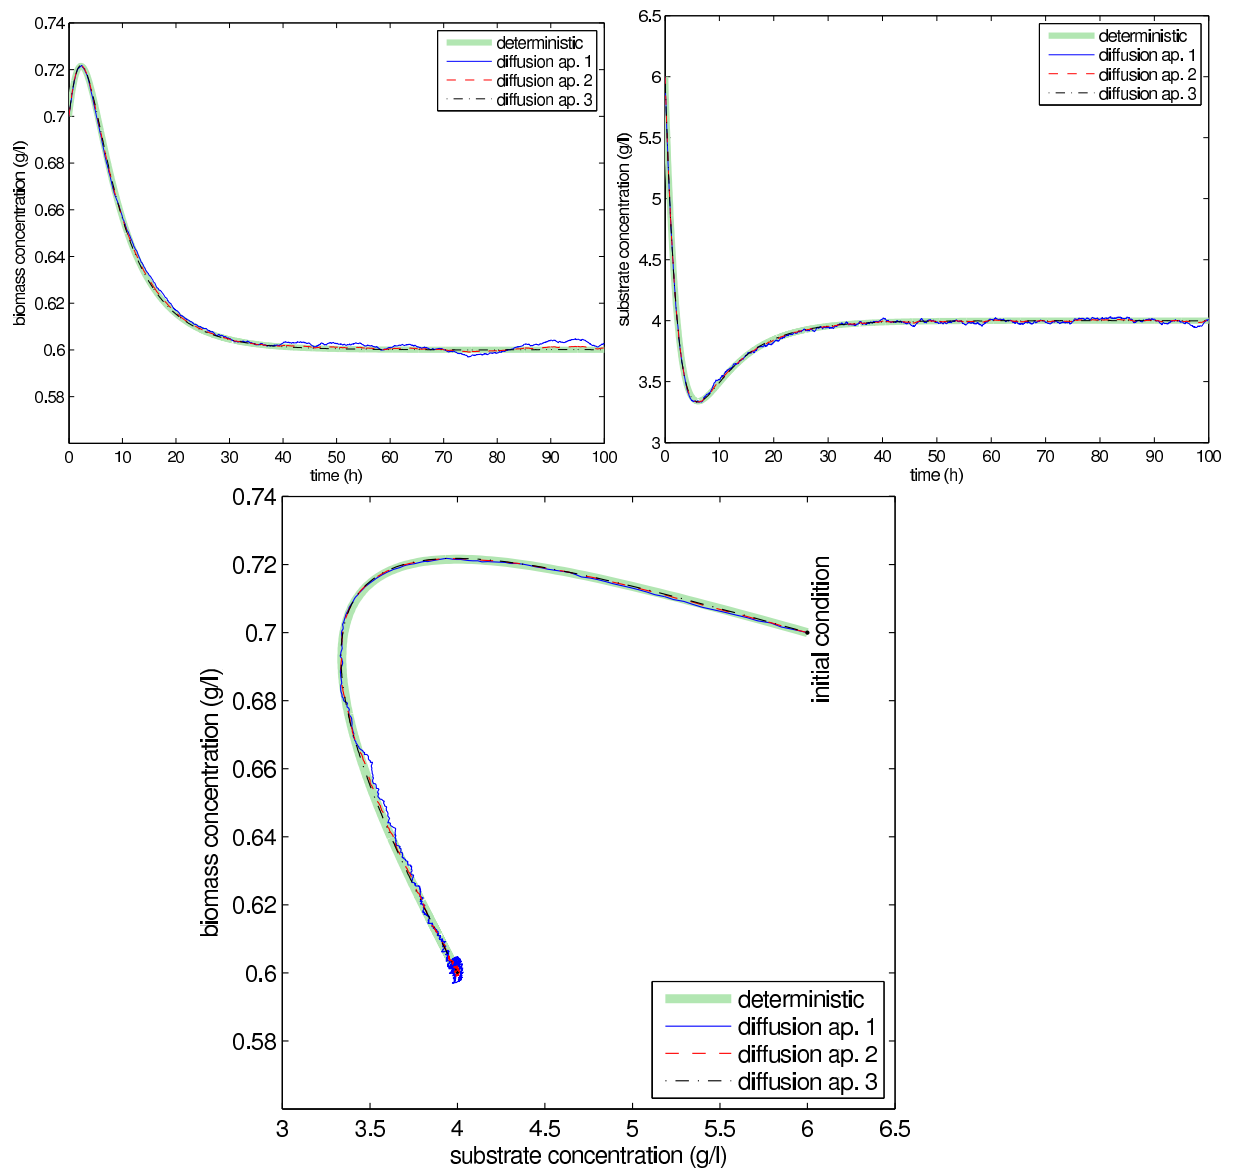 0.74
0.72
0.7
0.68
0.66
0.64
0.62
0.6
0.58
biomass concentration (g/l)
0 10 20 30 40 50 60 70 80 90 100
time (h)
deterministic
diffusion ap. 1
diffusion ap. 2
diffusion ap. 3
6.5
6
5.5
5
4.5
4
3.5
3
substrate concentration (g/l)
0 10 20 30 40 50 60 70 80 90 100
time (h)
deterministic
diffusion ap. 1
diffusion ap. 2
diffusion ap. 3
0.74
0.72
0.7
0.68
0.66
0.64
0.62
0.6
0.58
biomass concentration (g/l)
initial condition
deterministic
diffusion ap. 1
diffusion ap. 2
diffusion ap. 3
3 3.5 4 4.5 5 5.5 6 6.5
substrate concentration (g/l)